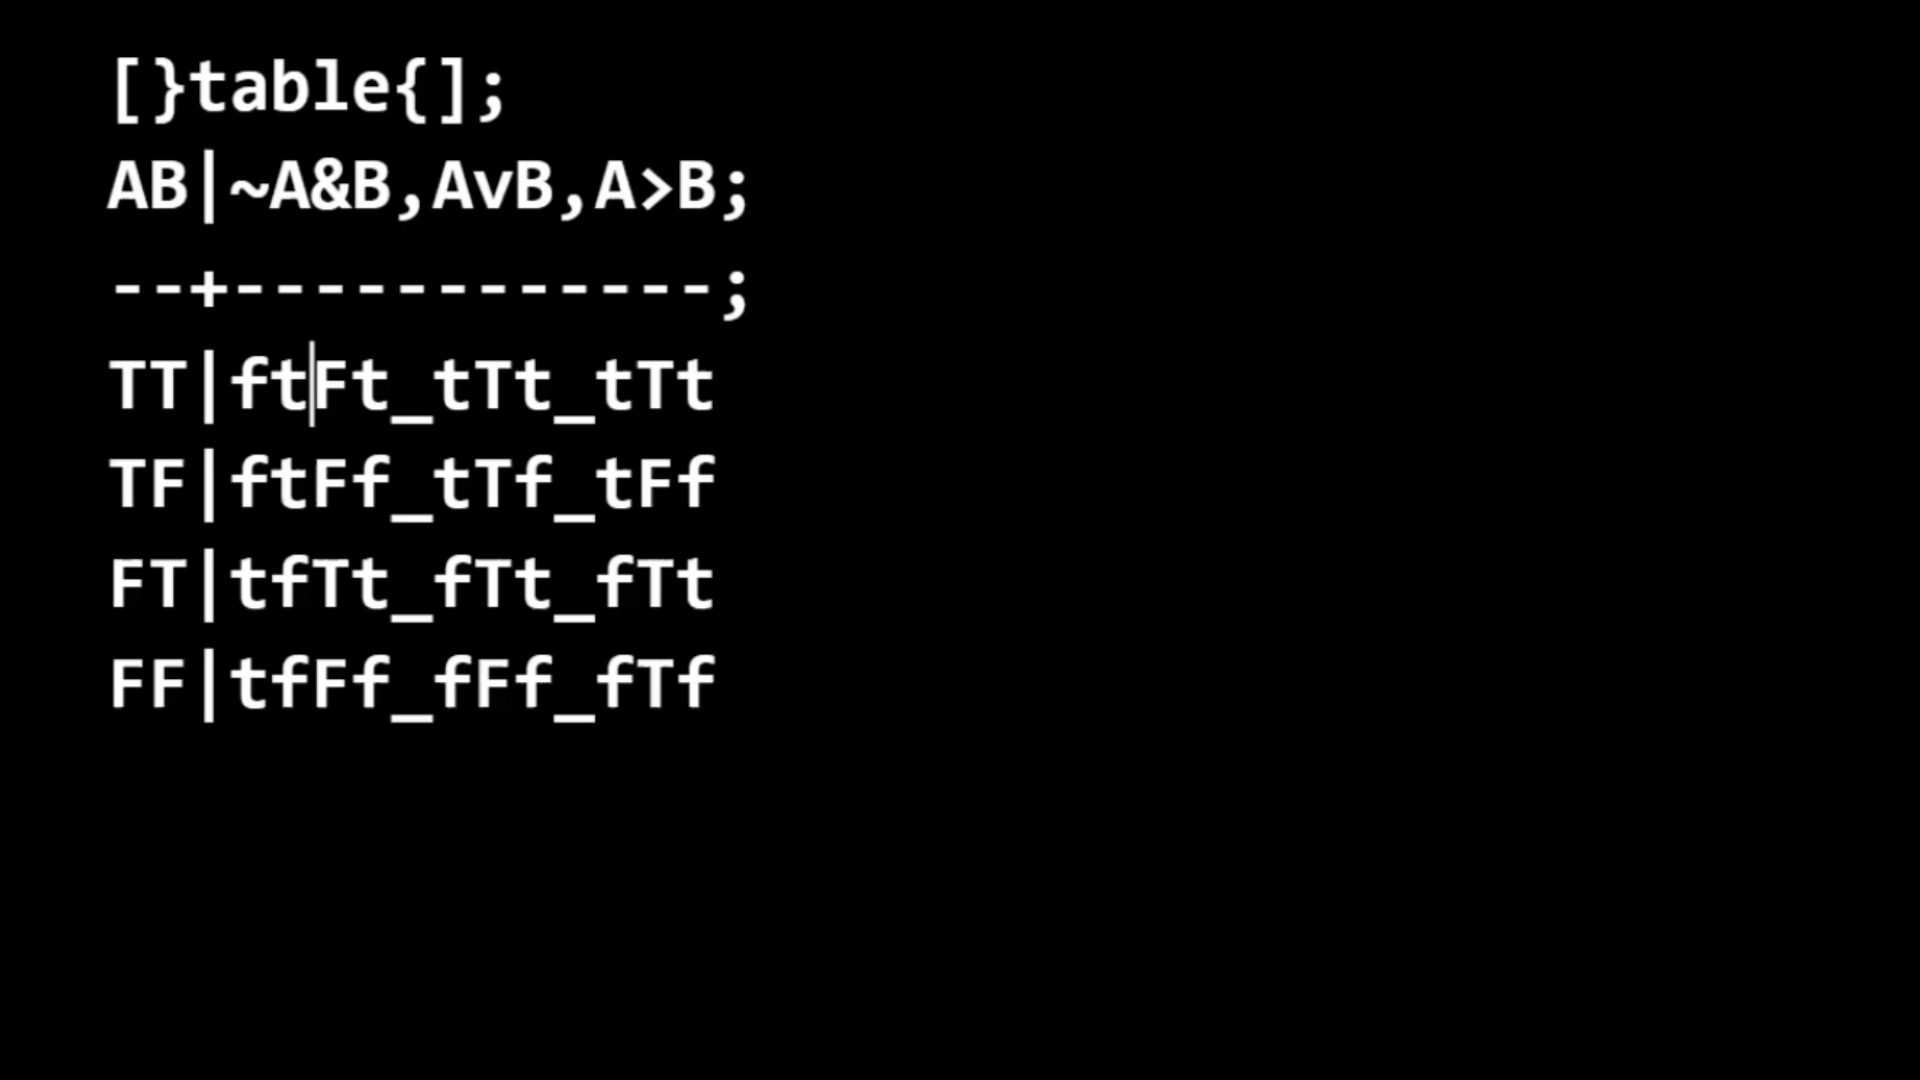 [}table{];
AB|~A&B,AvB,A>B;
--+------------;
TT|ftFt_tTt_tTt
TF|ftFf_tTf_tFf
FT|tfTt_fTt_fTt
FF|tfFf_fFf_fTf